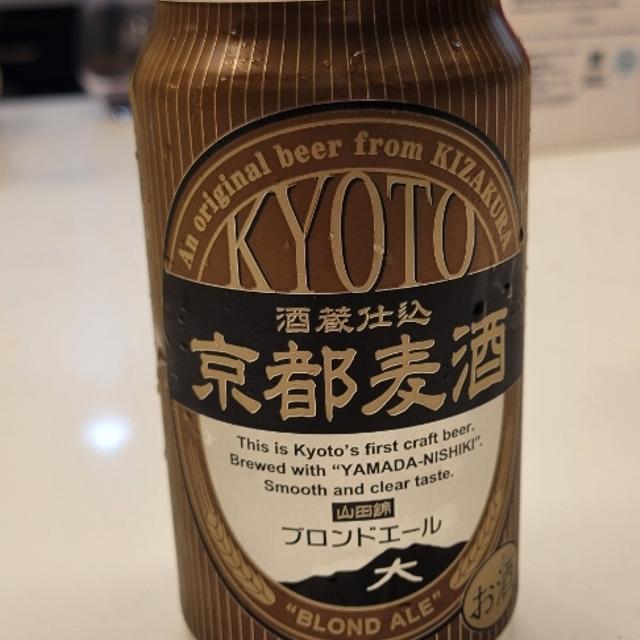 An original beer from KIZAKURA
KYOTO
酒蔵仕込
京都麦酒
This is Kyoto's first craft beer.
Brewed with "YAMADA-NISHIKI".
Smooth and clear taste.
山田錦
ブロンドエール
大
"BLOND ALE"
お酒